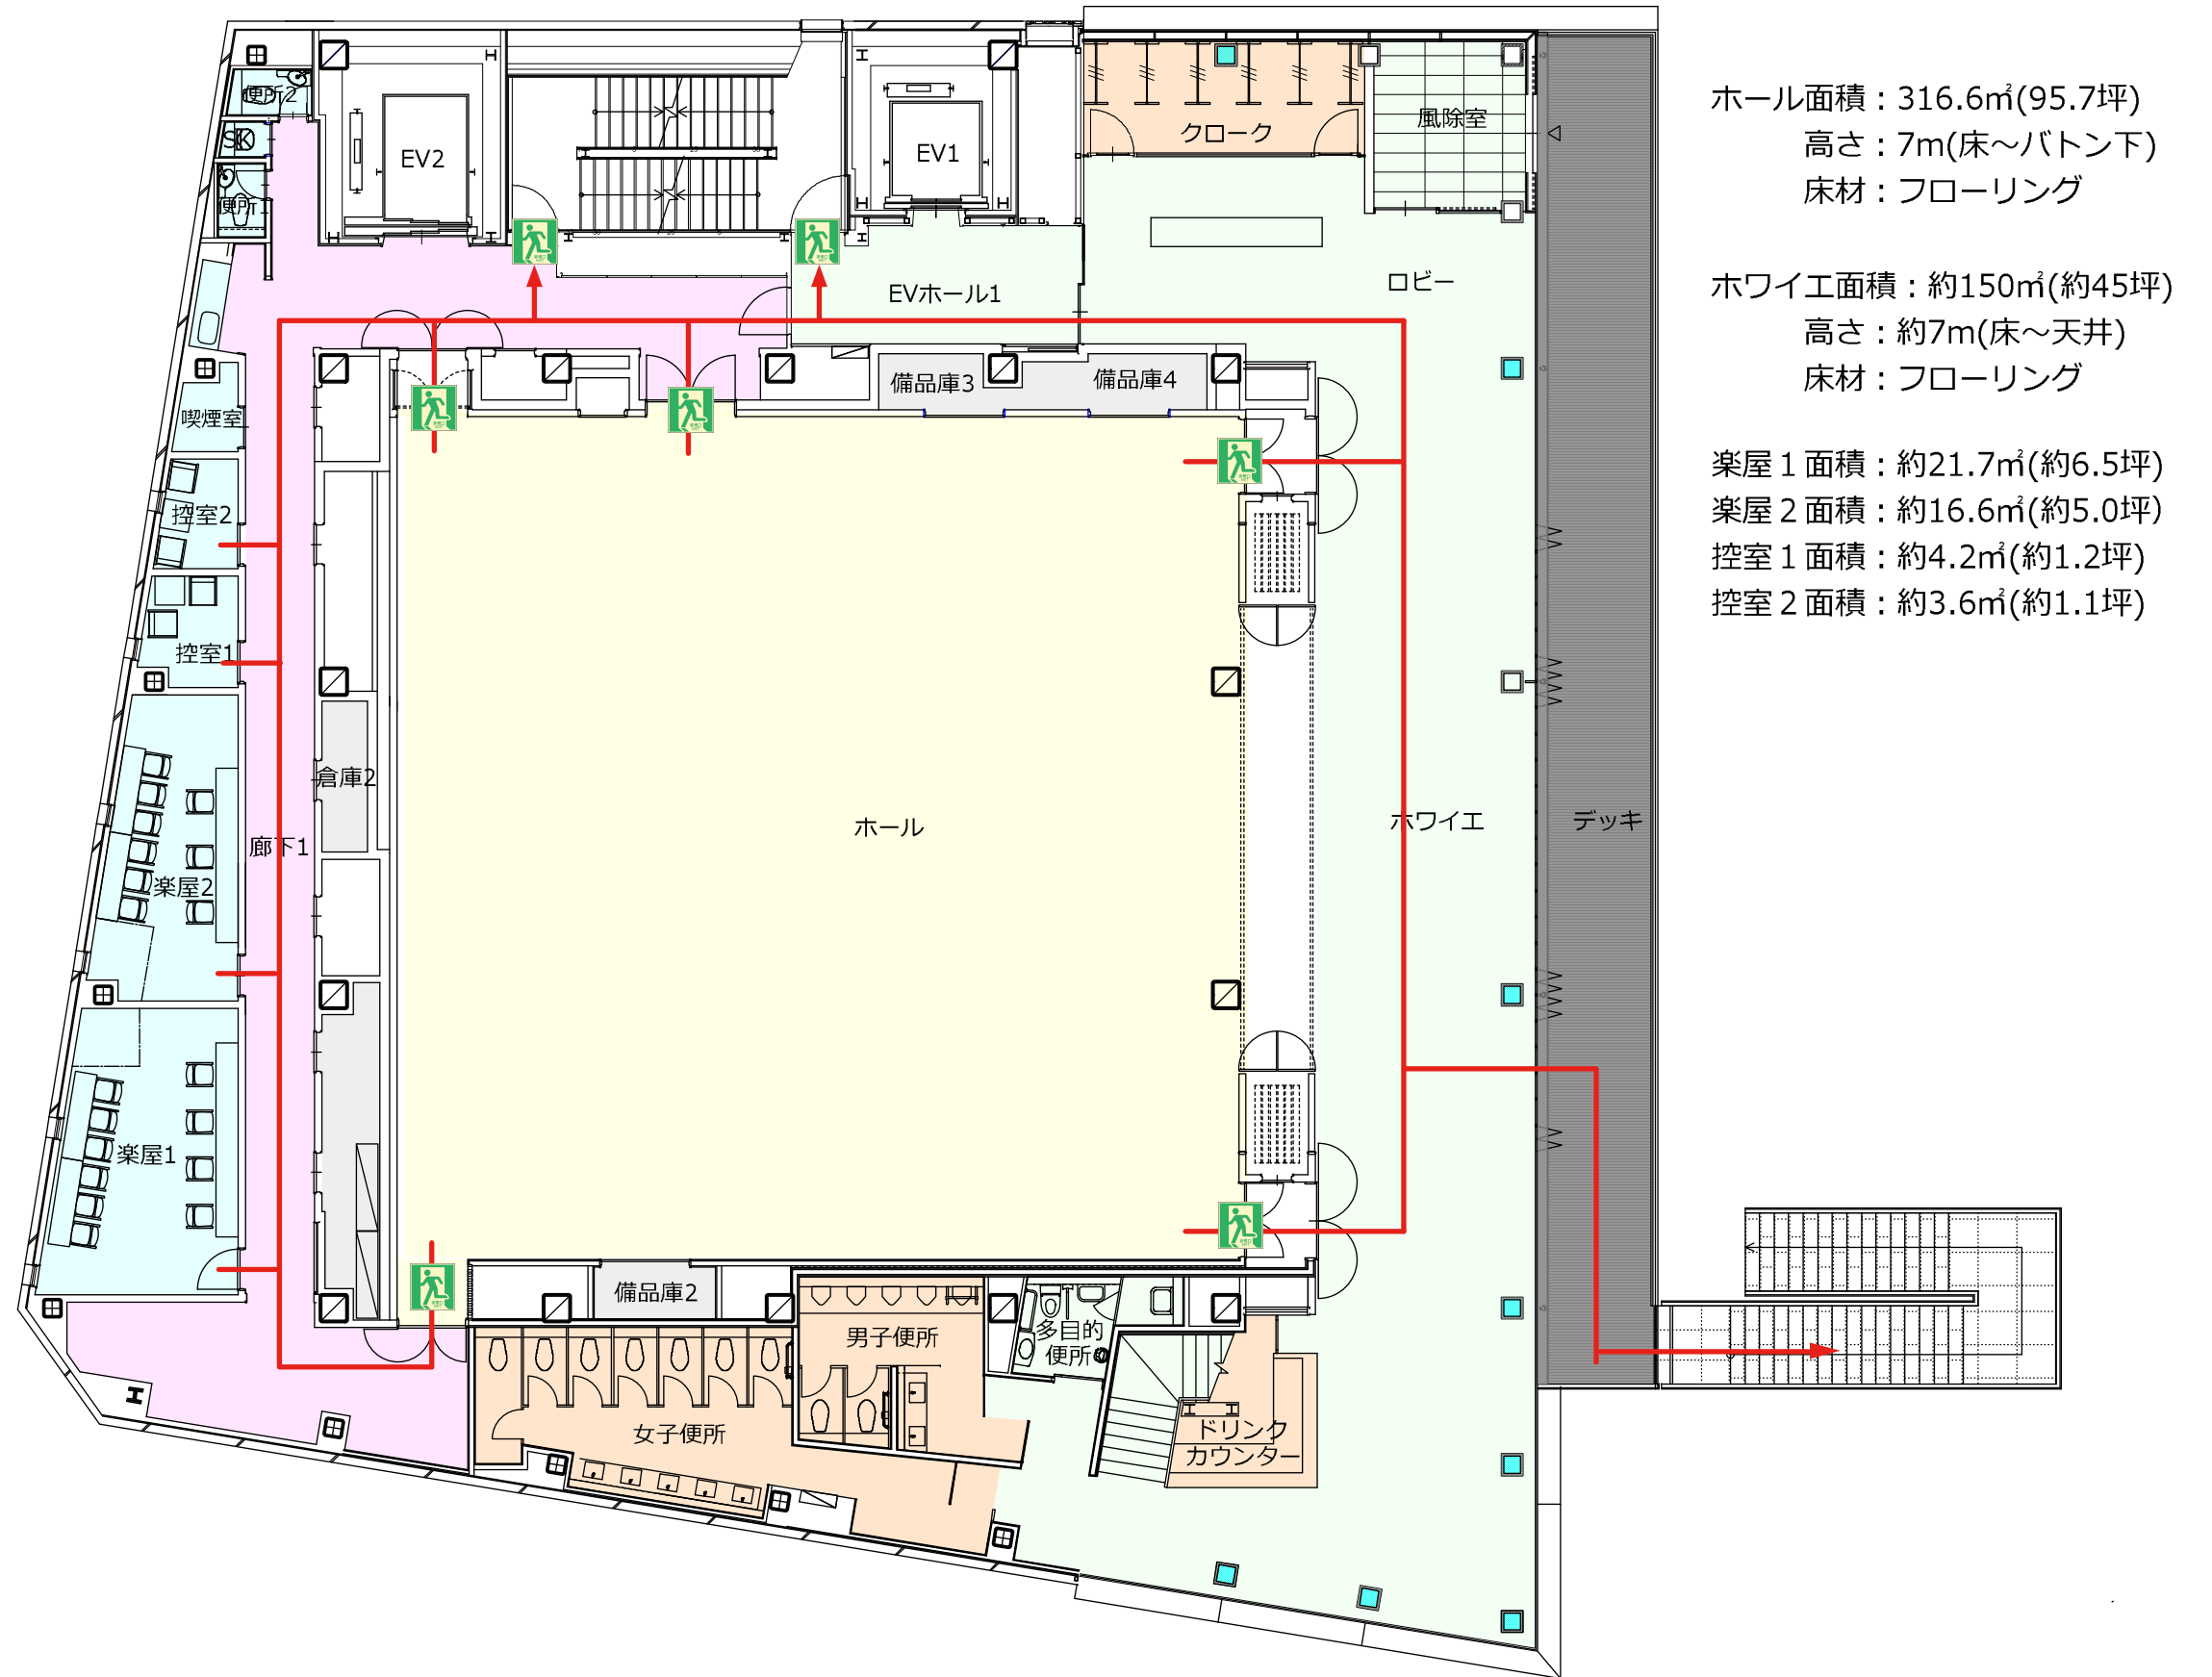 ホール面積：316.6㎡(95.7坪)
高さ：7m(床～バトン下)
床材：フローリング
ホワイエ面積：約150㎡(約45坪)
高さ：約7m(床～天井)
床材：フローリング
楽屋１面積：約21.7㎡(約6.5坪)
楽屋２面積：約16.6㎡(約5.0坪)
控室１面積：約4.2㎡(約1.2坪)
控室２面積：約3.6㎡(約1.1坪)
便所2
SK
便所1
EV2
EV1
クローク
風除室
EVホール1
ロビー
備品庫3
備品庫4
喫煙室
控室2
控室1
倉庫2
廊下1
楽屋2
楽屋1
ホール
ホワイエ
デッキ
備品庫2
男子便所
多目的
便所
女子便所
ドリンク
カウンター